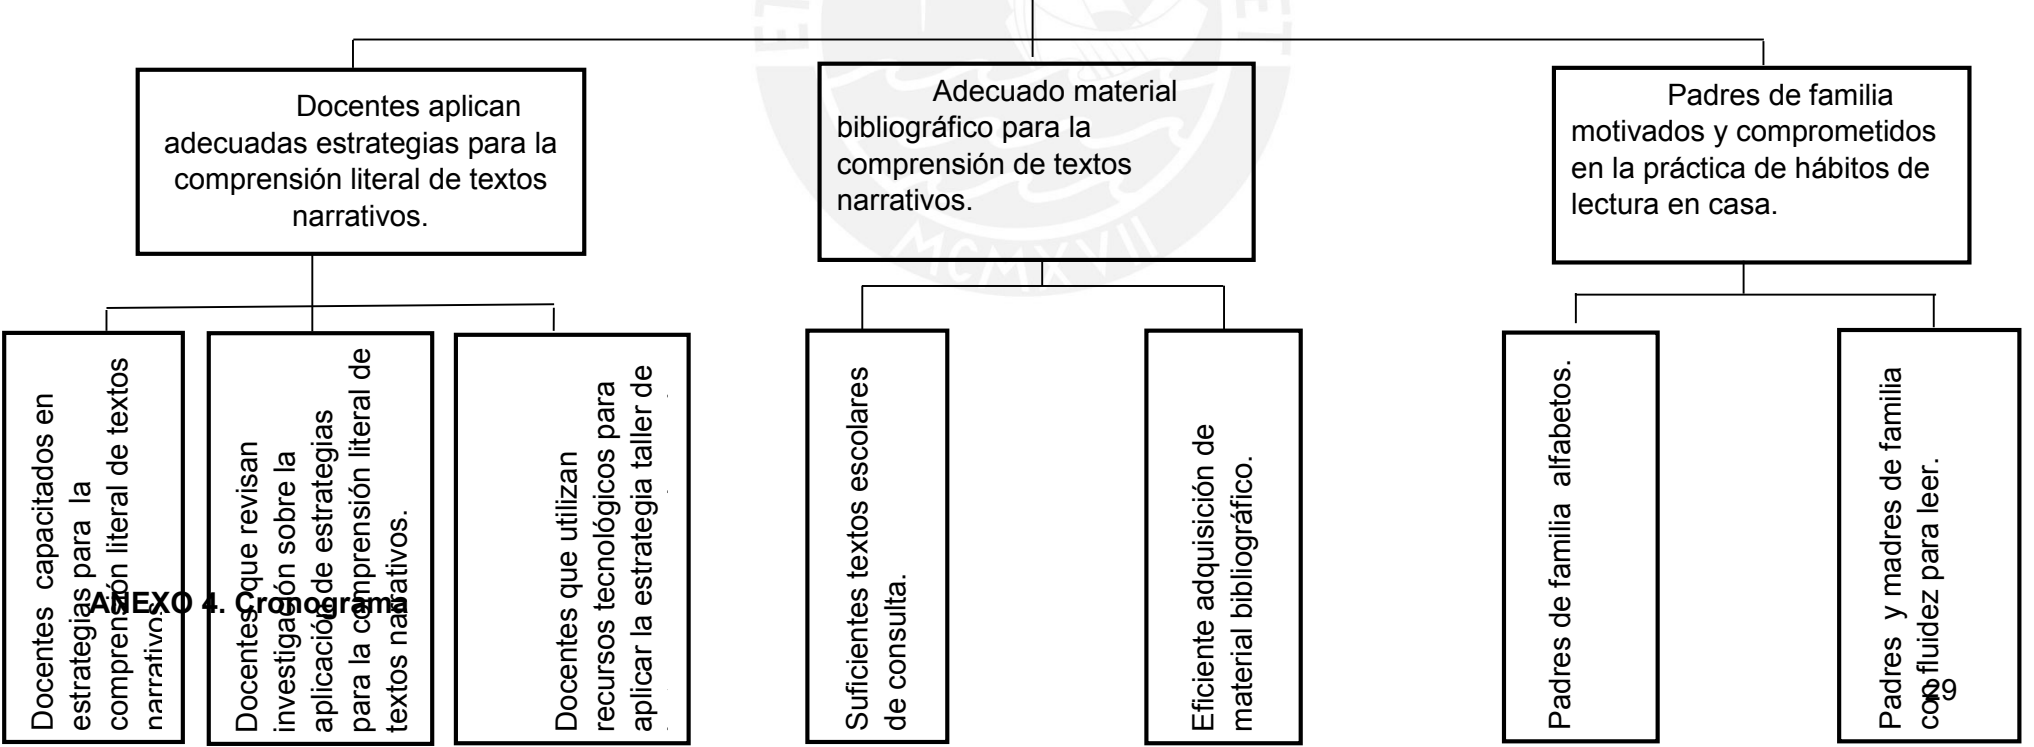 Docentes aplican
adecuadas estrategias para la
comprensión literal de textos
narrativos.
Adecuado material
bibliográfico para la
comprensión de textos
narrativos.
Padres de familia
motivados y comprometidos
en la práctica de hábitos de
lectura en casa.
Docentes capacitados en
estrategias para la
comprensión literal de textos
narrativos
Docentes que revisan
investigación sobre la
aplicación de estrategias
para la comprensión literal de
textos narrativos.
Docentes que utilizan
recursos tecnológicos para
aplicar la estrategia taller de
Suficientes textos escolares
de consulta.
Eficiente adquisición de
material bibliográfico.
Padres de familia alfabetos.
Padres y madres de familia
con fluidez para leer.
ANEXO 4. Cronograma
29
MCMXVII